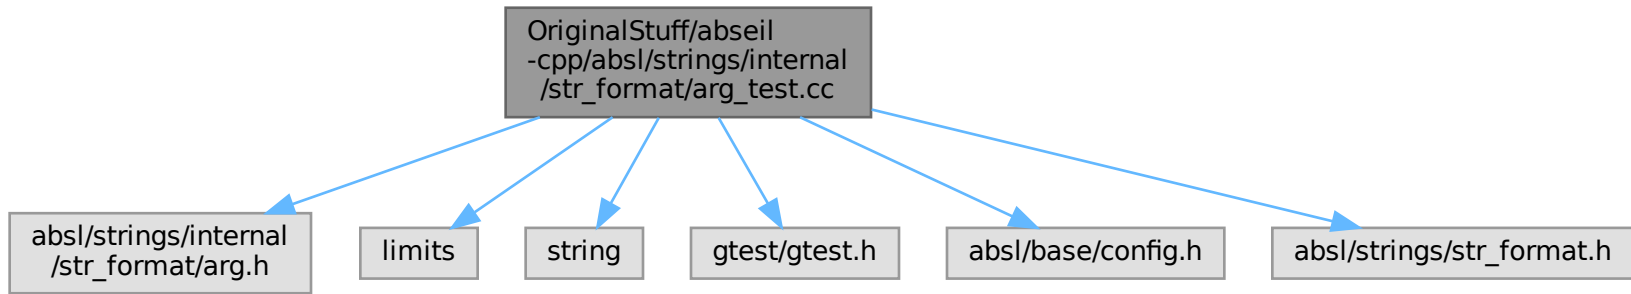 OriginalStuff/abseil
-cpp/absl/strings/internal
/str_format/arg_test.cc
absl/strings/internal
/str_format/arg.h
limits
string
gtest/gtest.h
absl/base/config.h
absl/strings/str_format.h